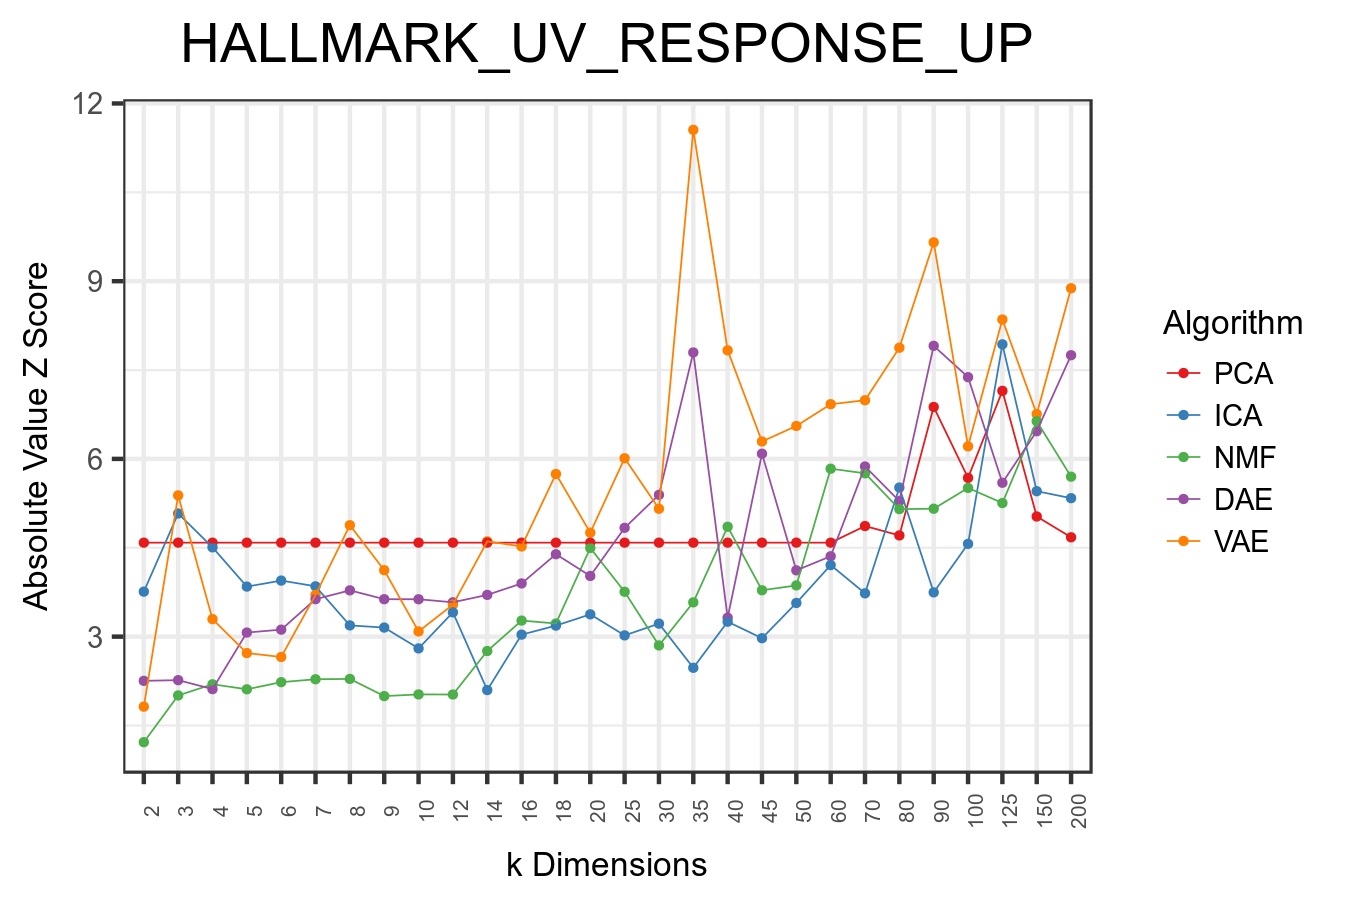 HALLMARK_UV_RESPONSE_UP
12
9
6
3
Absolute Value Z Score
2 3 4 5 6 7 8 9 10 12 14 16 18 20 25 30 35 40 45 50 60 70 80 90 100 125 150 200
k Dimensions
Algorithm
PCA
ICA
NMF
DAE
VAE